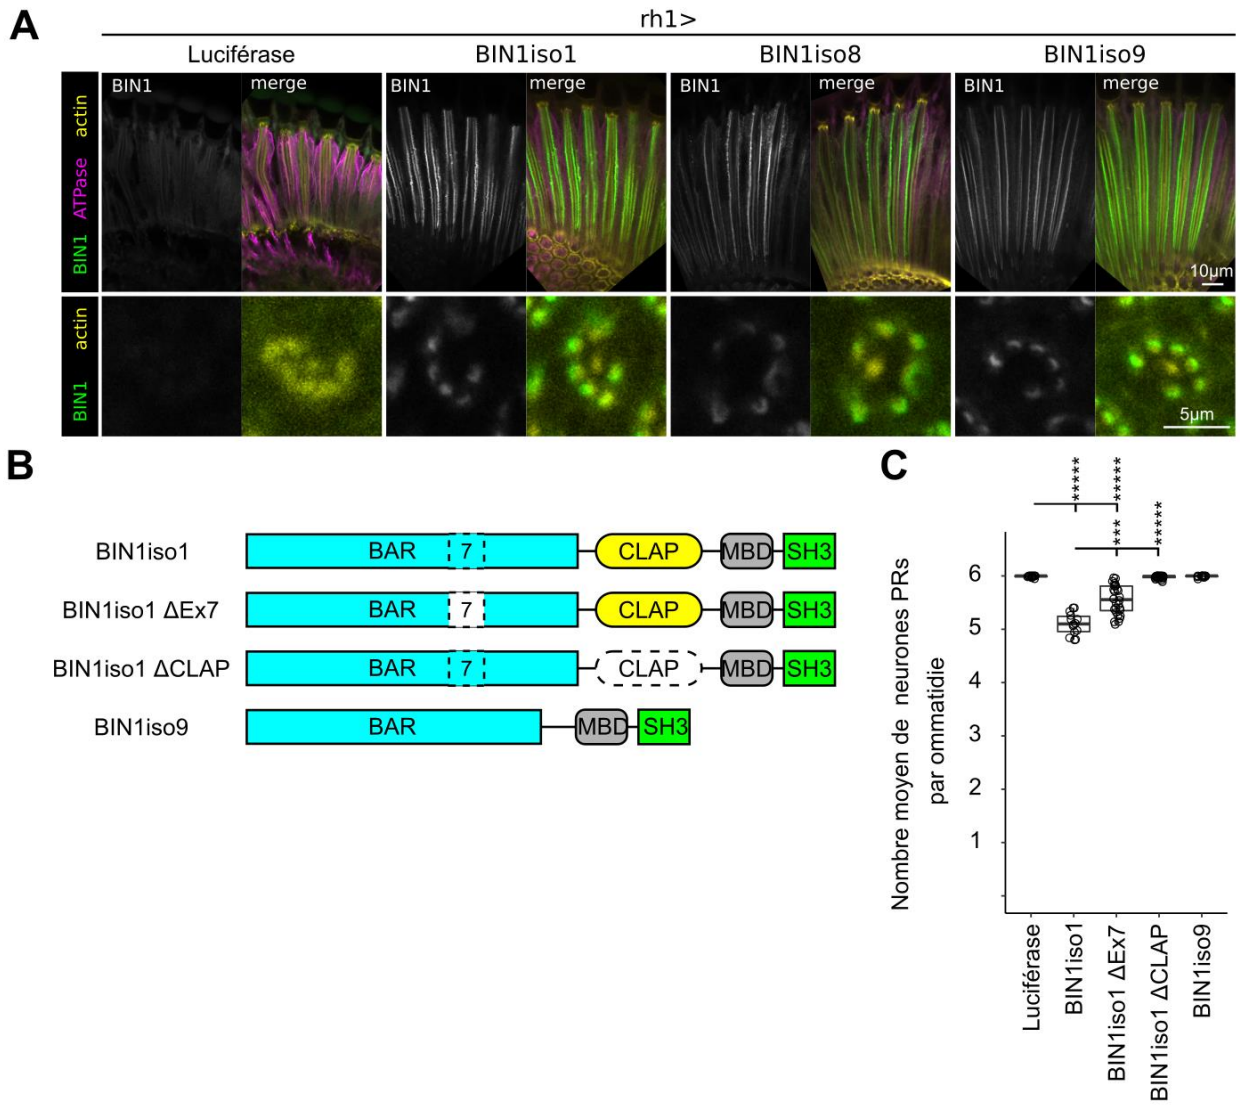 A
rh1>
Luciférase BIN1iso1 BIN1iso8 BIN1iso9
BIN1 ATPase actin
BIN1 merge BIN1 merge BIN1 merge BIN1 merge
10µm
BIN1 actin
5µm
B
BIN1iso1 BAR 7 CLAP MBD SH3
BIN1iso1 ΔEx7 BAR 7 CLAP MBD SH3
BIN1iso1 ΔCLAP BAR 7 CLAP MBD SH3
BIN1iso9 BAR MBD SH3
C
***** *****
*** *****
Nombre moyen de neurones PRs
par ommatidie
6
5
4
3
2
1
Luciférase
BIN1iso1
BIN1iso1 ΔEx7
BIN1iso1 ΔCLAP
BIN1iso9